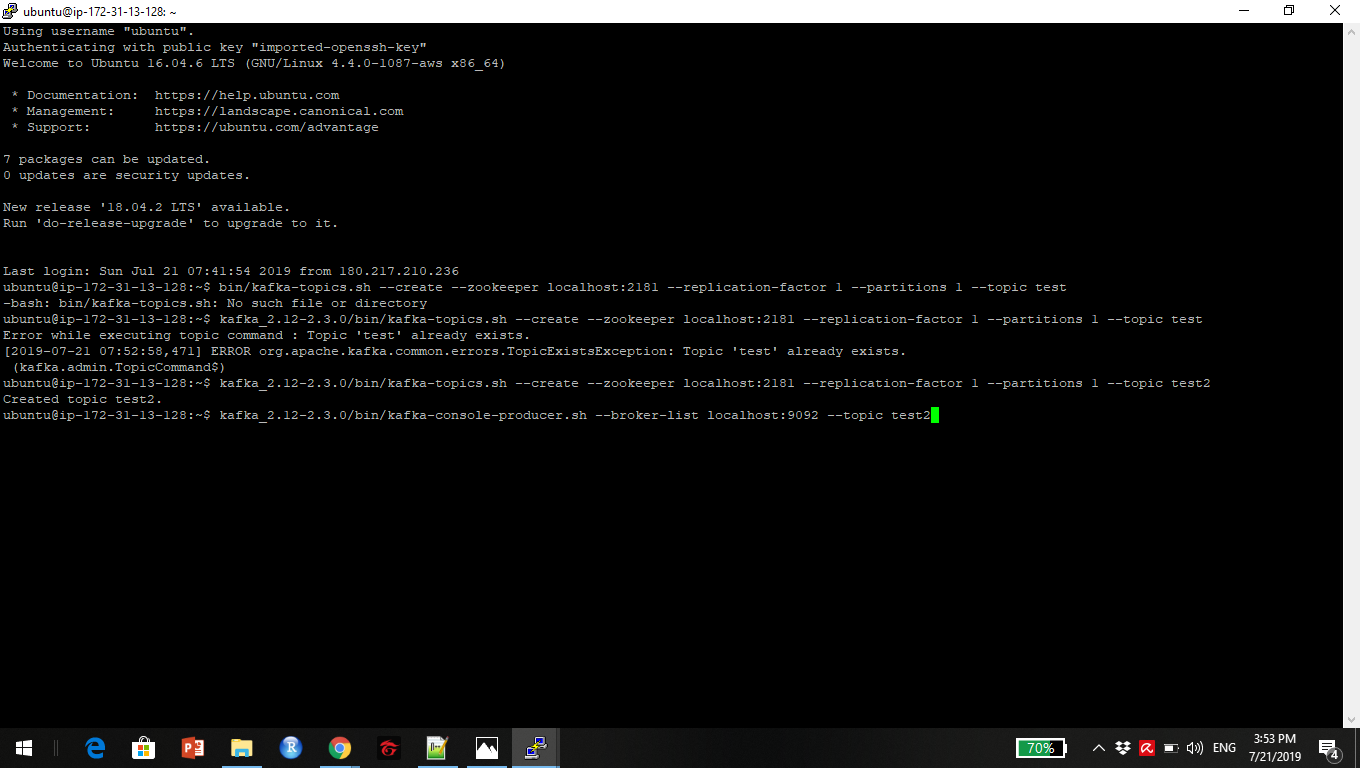 ubuntu@ip-172-31-13-128: ~
Using username "ubuntu".
Authenticating with public key "imported-openssh-key"
Welcome to Ubuntu 16.04.6 LTS (GNU/Linux 4.4.0-1087-aws x86_64)
* Documentation:  https://help.ubuntu.com
* Management:     https://landscape.canonical.com
* Support:        https://ubuntu.com/advantage
7 packages can be updated.
0 updates are security updates.
New release '18.04.2 LTS' available.
Run 'do-release-upgrade' to upgrade to it.
Last login: Sun Jul 21 07:41:54 2019 from 180.217.210.236
ubuntu@ip-172-31-13-128:~$ bin/kafka-topics.sh --create --zookeeper localhost:2181 --replication-factor 1 --partitions 1 --topic test
-bash: bin/kafka-topics.sh: No such file or directory
ubuntu@ip-172-31-13-128:~$ kafka_2.12-2.3.0/bin/kafka-topics.sh --create --zookeeper localhost:2181 --replication-factor 1 --partitions 1 --topic test
Error while executing topic command : Topic 'test' already exists.
[2019-07-21 07:52:58,471] ERROR org.apache.kafka.common.errors.TopicExistsException: Topic 'test' already exists.
(kafka.admin.TopicCommand$)
ubuntu@ip-172-31-13-128:~$ kafka_2.12-2.3.0/bin/kafka-topics.sh --create --zookeeper localhost:2181 --replication-factor 1 --partitions 1 --topic test2
Created topic test2.
ubuntu@ip-172-31-13-128:~$ kafka_2.12-2.3.0/bin/kafka-console-producer.sh --broker-list localhost:9092 --topic test2
70%
ENG
3:53 PM
7/21/2019
4